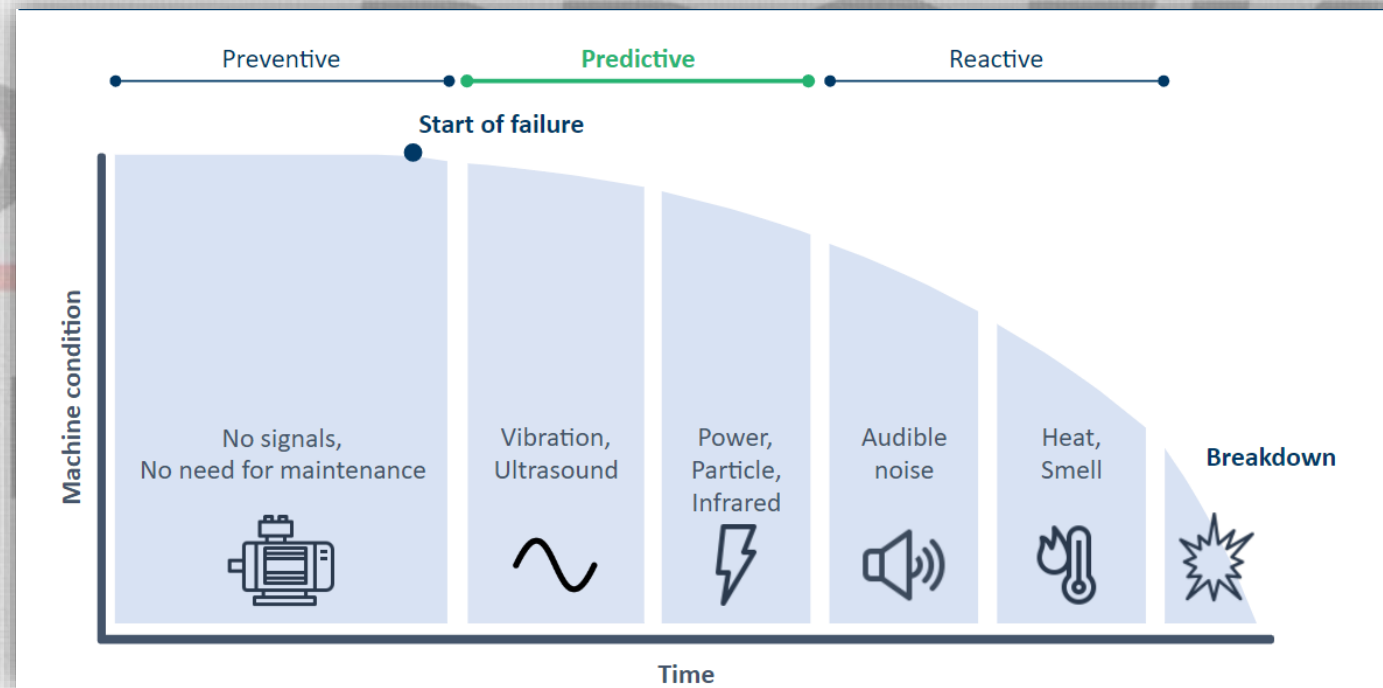 Preventive
Predictive
Reactive
Start of failure
Machine condition
No signals,
No need for maintenance
Vibration,
Ultrasound
Power,
Particle,
Infrared
Audible
noise
Heat,
Smell
Breakdown
Time